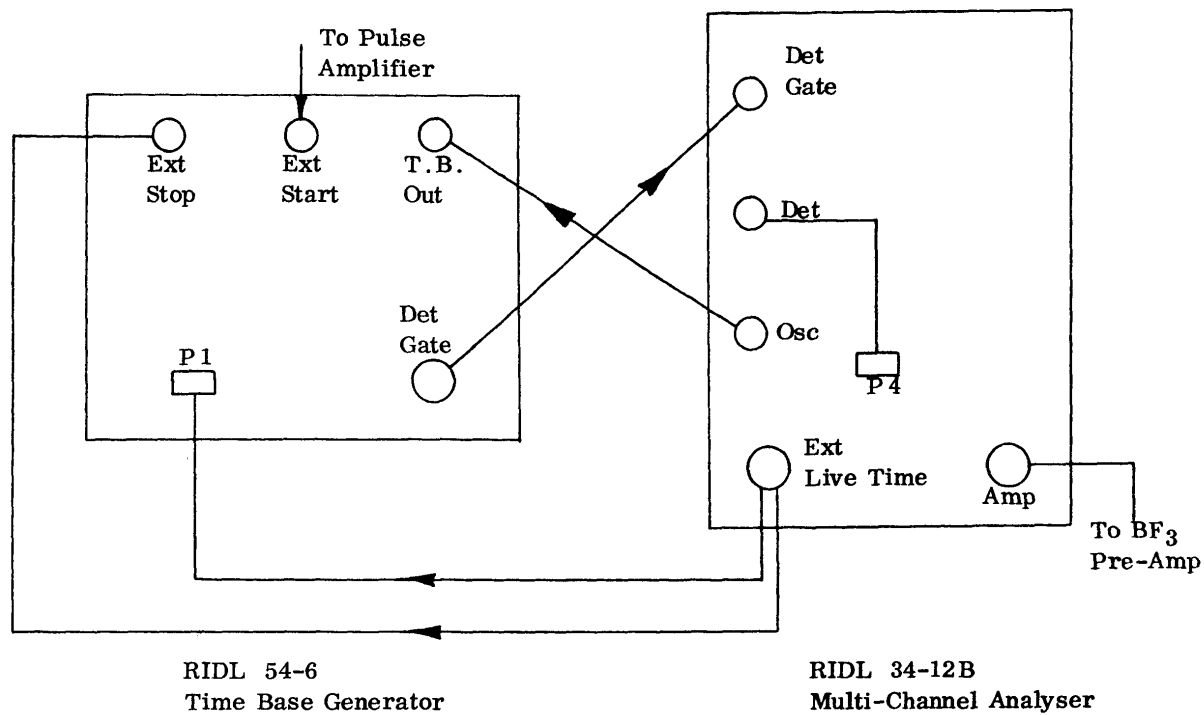 To Pulse
Amplifier
Ext
Stop
Ext
Start
T.B.
Out
Det
Gate
P1
Det
Gate
Det
Osc
P4
Ext
Live Time
Amp
To BF3
Pre-Amp
RIDL 54-6
Time Base Generator
RIDL 34-12B
Multi-Channel Analyser